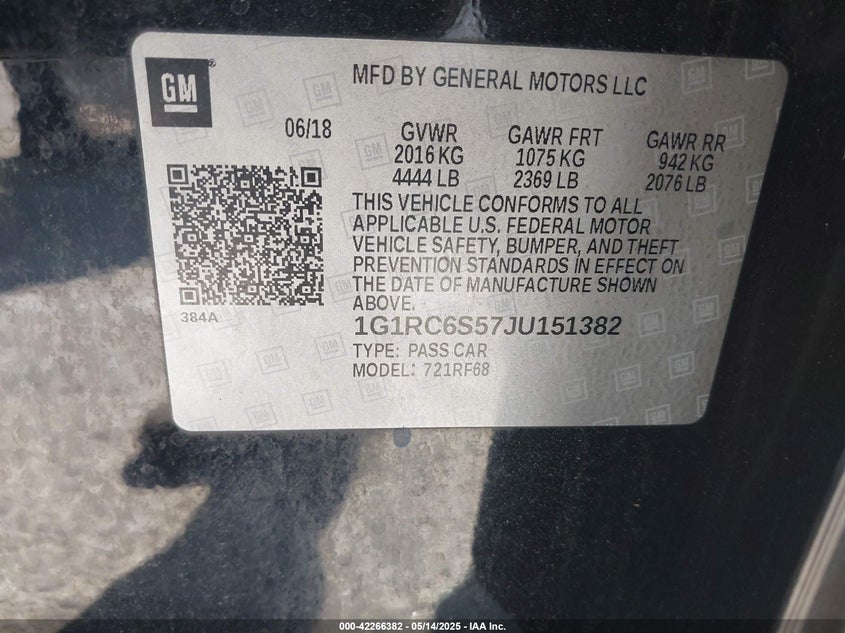 GM
MFD BY GENERAL MOTORS LLC
06/18 GVWR GAWR FRT GAWR RR
2016 KG 1075 KG 942 KG
4444 LB 2369 LB 2076 LB
THIS VEHICLE CONFORMS TO ALL
APPLICABLE U.S. FEDERAL MOTOR
VEHICLE SAFETY, BUMPER, AND THEFT
PREVENTION STANDARDS IN EFFECT ON
THE DATE OF MANUFACTURE SHOWN
ABOVE.
384A
1G1RC6S57JU151382
TYPE: PASS CAR
MODEL: 721RF68
000-42266382 - 05/14/2025 - IAA Inc.